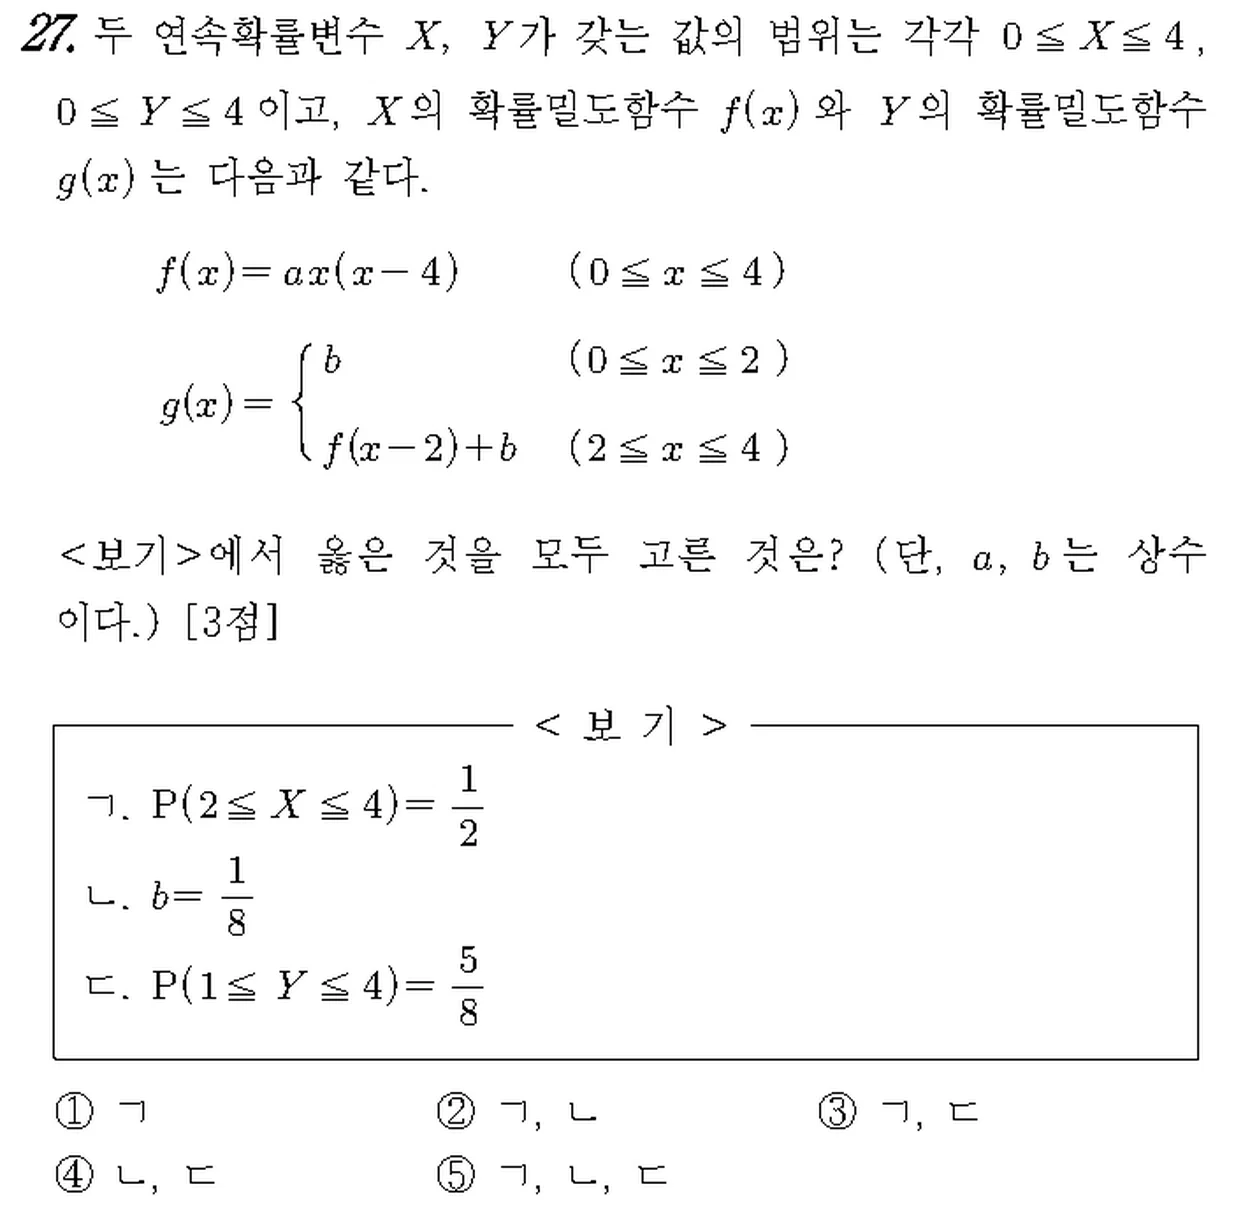 27. 두 연속확률변수 X, Y가 갖는 값의 범위는 각각 0 ≦ X ≦ 4,
0 ≦ Y ≦ 4 이고, X의 확률밀도함수 f(x)와 Y의 확률밀도함수
g(x)는 다음과 같다.
f(x)= ax(x−4) (0 ≦ x ≦ 4)
g(x)= { b (0 ≦ x ≦ 2)
f(x−2)+b (2 ≦ x ≦ 4)
<보기>에서 옳은 것을 모두 고른 것은? (단, a, b는 상수
이다.) [3점]
< 보 기 >
ㄱ. P(2 ≦ X ≦ 4)= 1/2
ㄴ. b= 1/8
ㄷ. P(1 ≦ Y ≦ 4)= 5/8
① ㄱ ② ㄱ, ㄴ ③ ㄱ, ㄷ
④ ㄴ, ㄷ ⑤ ㄱ, ㄴ, ㄷ